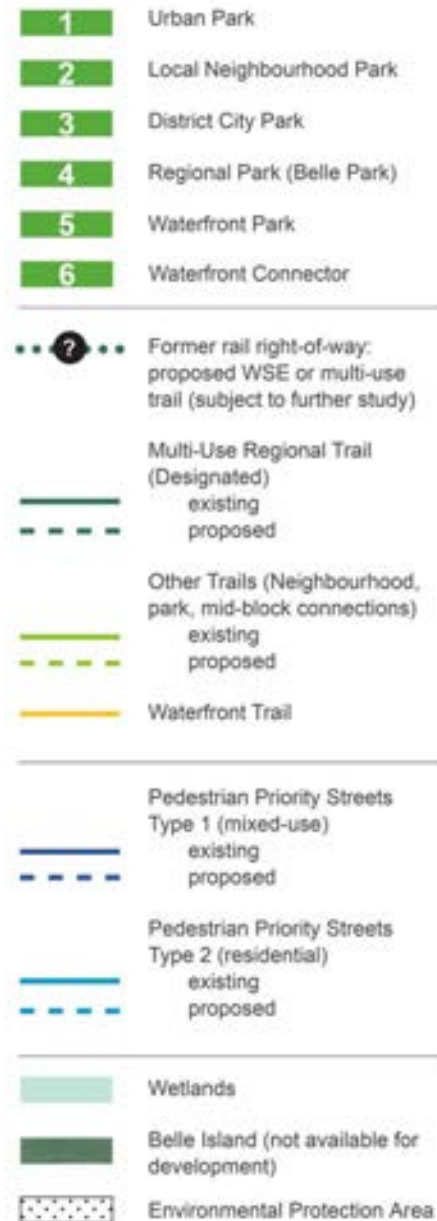 1 Urban Park
2 Local Neighbourhood Park
3 District City Park
4 Regional Park (Belle Park)
5 Waterfront Park
6 Waterfront Connector
? Former rail right-of-way:
proposed WSE or multi-use
trail (subject to further study)
Multi-Use Regional Trail
(Designated)
existing
proposed
Other Trails (Neighbourhood,
park, mid-block connections)
existing
proposed
Waterfront Trail
Pedestrian Priority Streets
Type 1 (mixed-use)
existing
proposed
Pedestrian Priority Streets
Type 2 (residential)
existing
proposed
Wetlands
Belle Island (not available for
development)
Environmental Protection Area